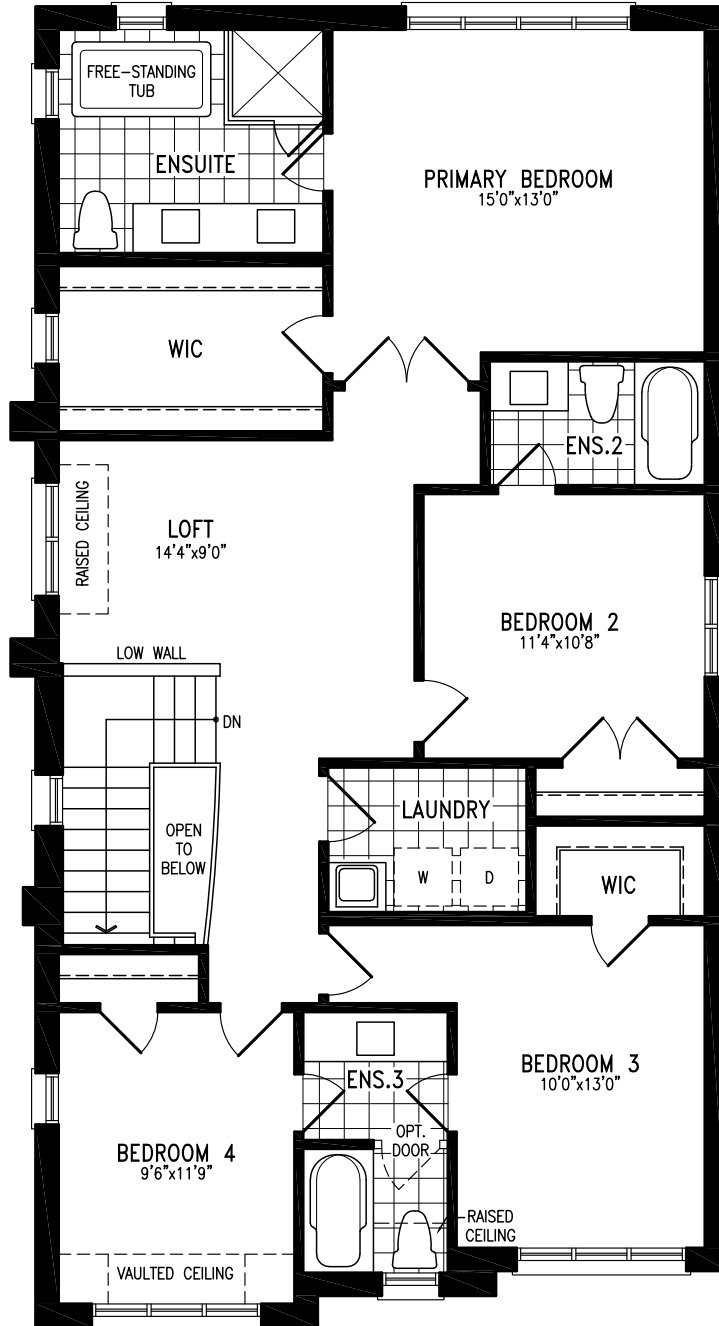 FREE-STANDING
TUB
ENSUITE
PRIMARY BEDROOM
15'0"x13'0"
WIC
ENS.2
RAISED CEILING
LOFT
14'4"x9'0"
BEDROOM 2
11'4"x10'8"
LOW WALL
DN
LAUNDRY
OPEN
TO
BELOW
W
D
WIC
BEDROOM 3
10'0"x13'0"
ENS.3
OPT.
DOOR
BEDROOM 4
9'6"x11'9"
RAISED
CEILING
VAULTED CEILING